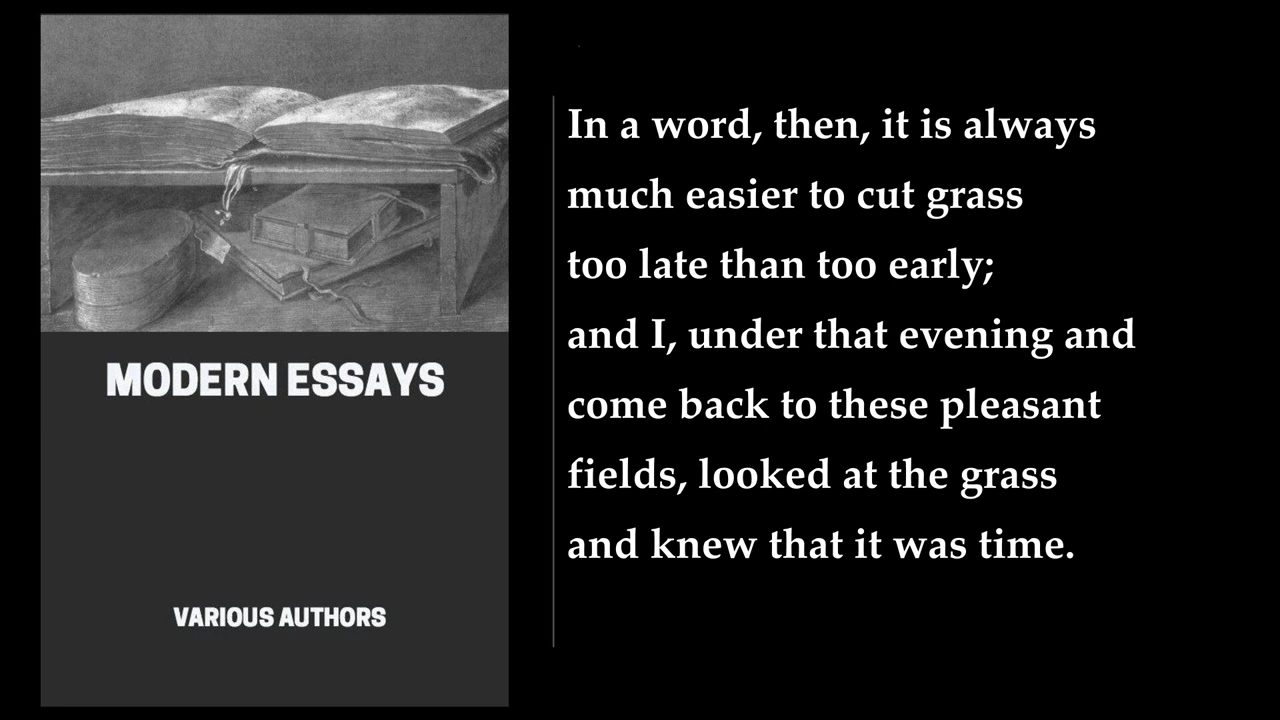 MODERN ESSAYS
VARIOUS AUTHORS
In a word, then, it is always
much easier to cut grass
too late than too early;
and I, under that evening and
come back to these pleasant
fields, looked at the grass
and knew that it was time.